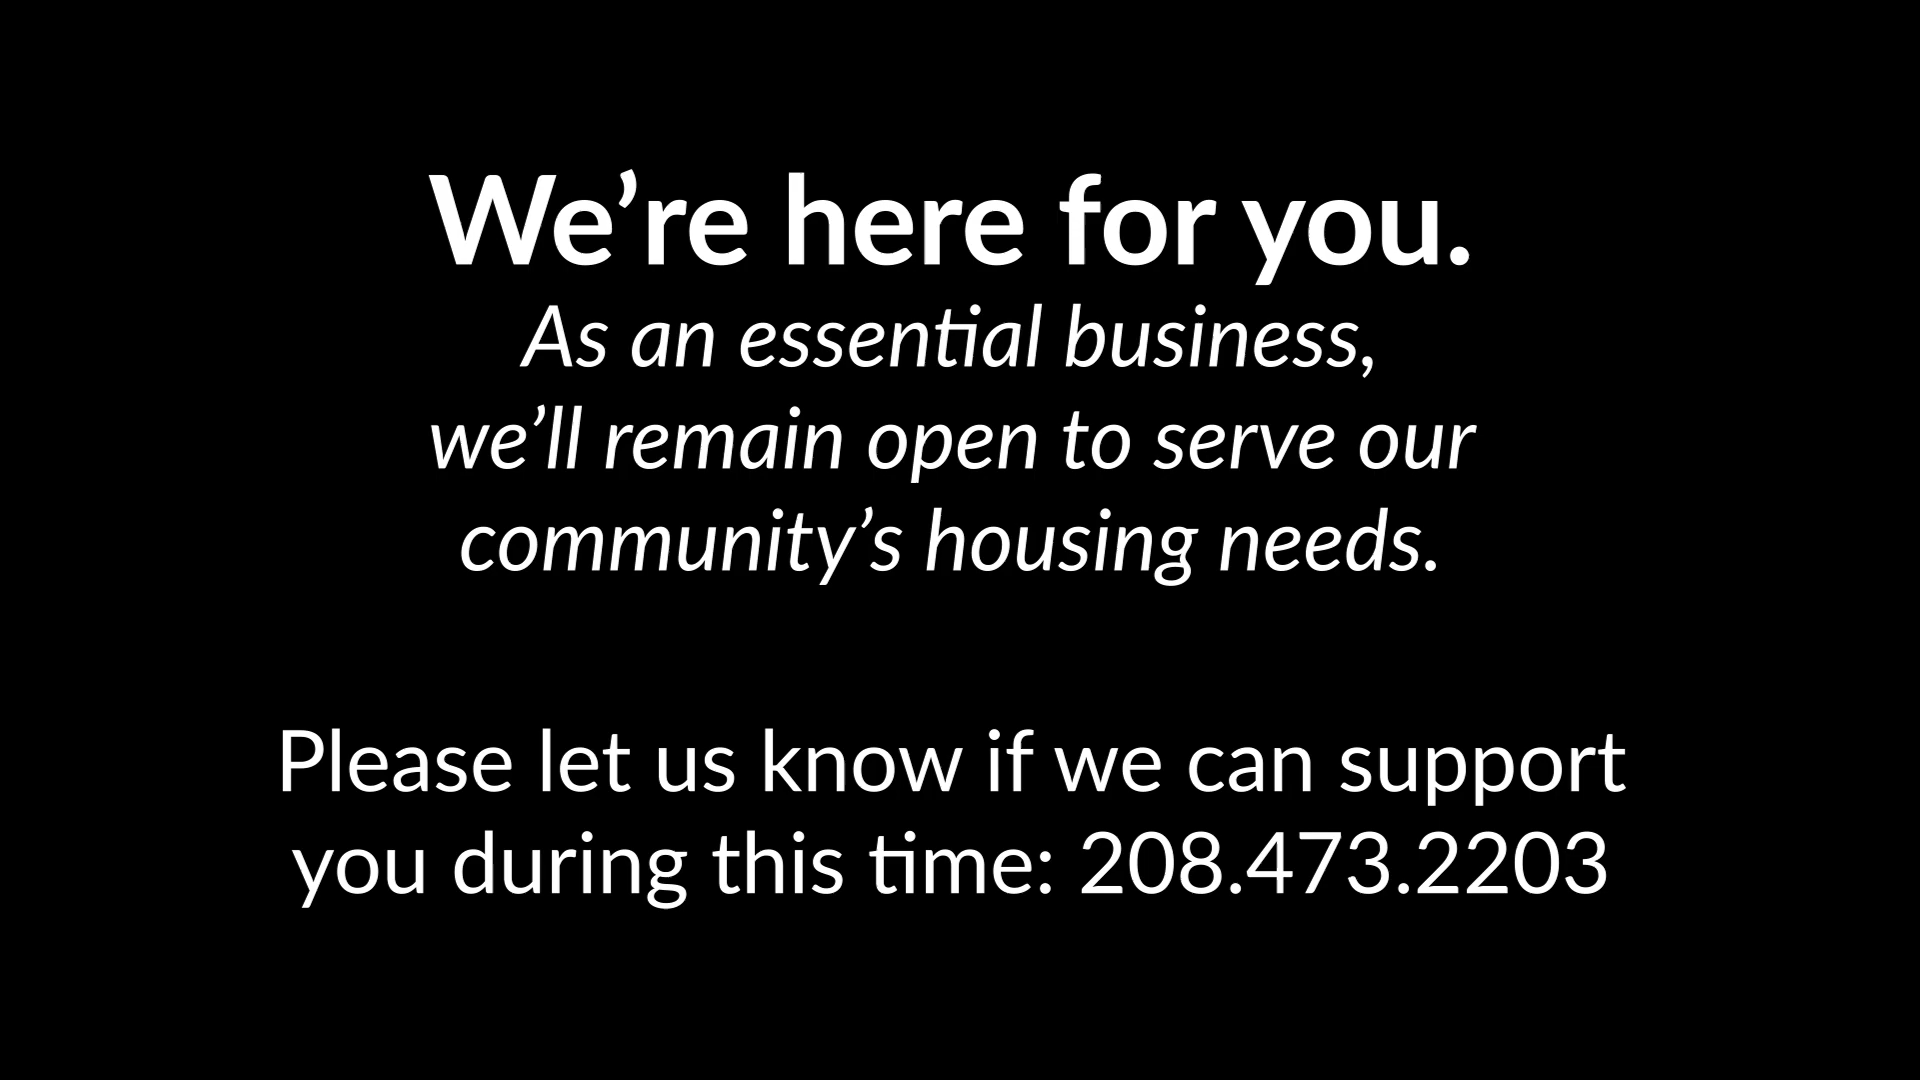 We’re here for you.
As an essential business,
we’ll remain open to serve our
community’s housing needs.
Please let us know if we can support
you during this time: 208.473.2203